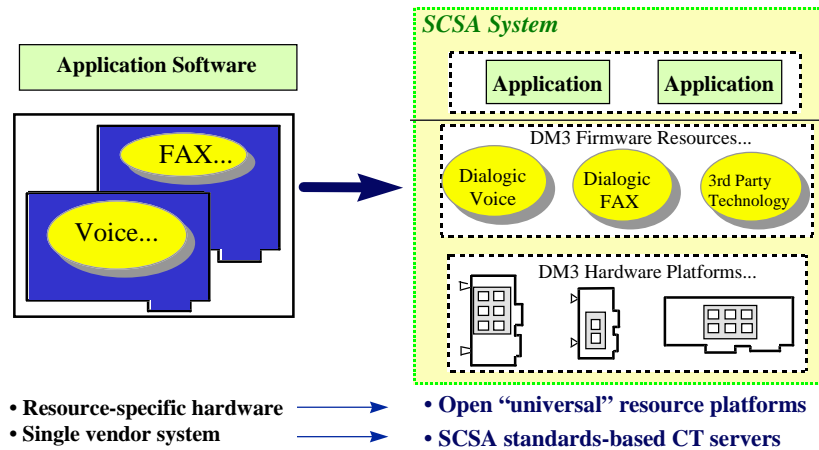 SCSA System
Application Software
Application
Application
FAX...
Voice...
DM3 Firmware Resources...
Dialogic
Voice
Dialogic
FAX
3rd Party
Technology
DM3 Hardware Platforms...
• Resource-specific hardware
• Open “universal” resource platforms
• Single vendor system
• SCSA standards-based CT servers